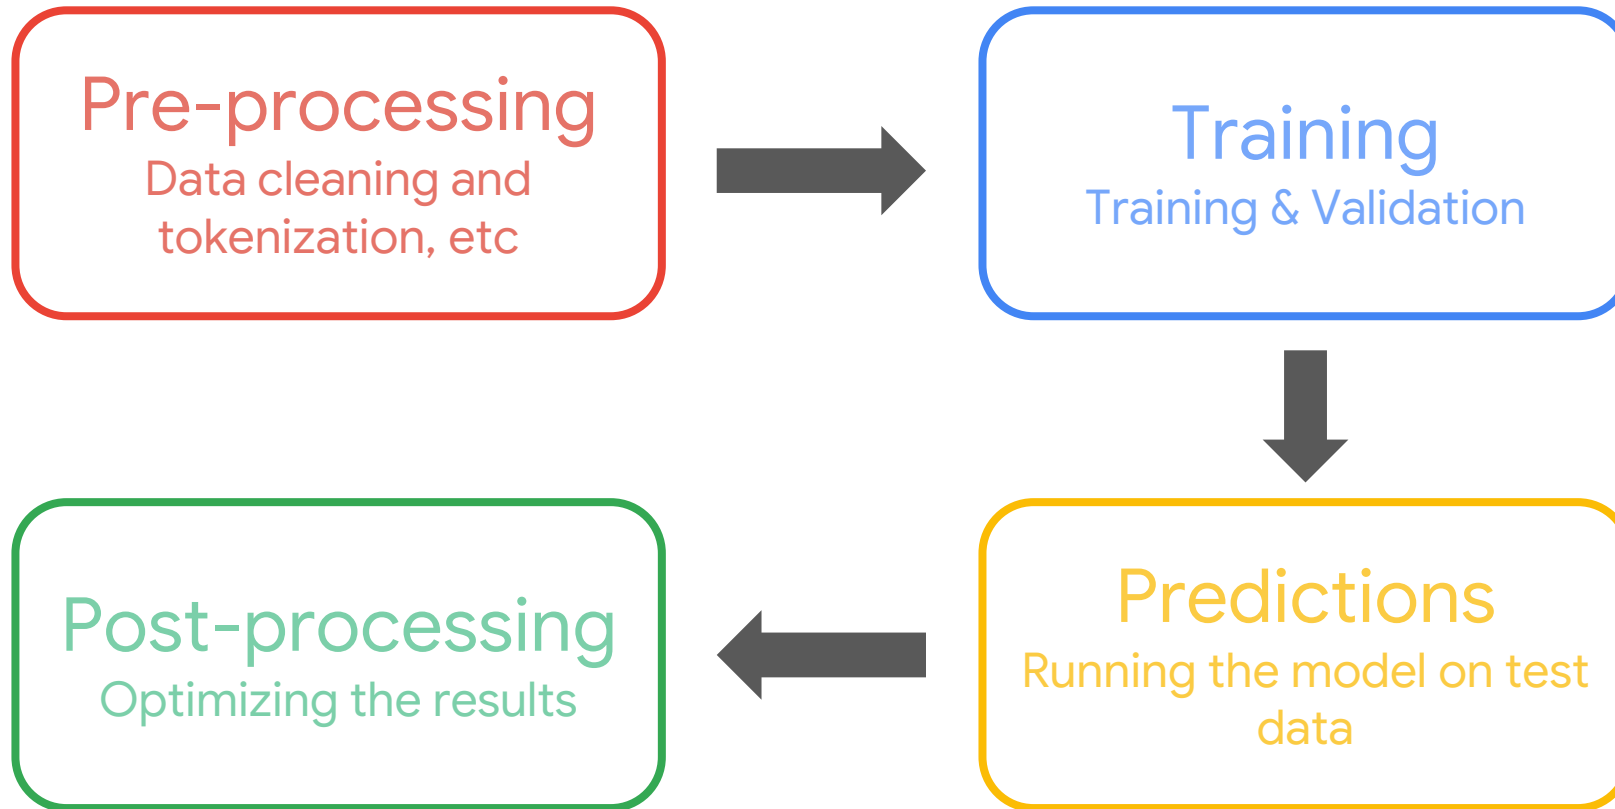 Pre-processing
Data cleaning and
tokenization, etc
Training
Training & Validation
Predictions
Running the model on test
data
Post-processing
Optimizing the results